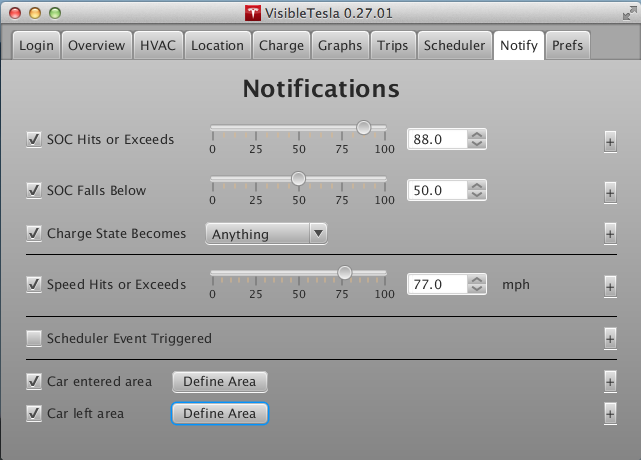 VisibleTesla 0.27.01
Login Overview HVAC Location Charge Graphs Trips Scheduler Notify Prefs
Notifications
SOC Hits or Exceeds 0 25 50 75 100 88.0 +
SOC Falls Below 0 25 50 75 100 50.0 +
Charge State Becomes Anything +
Speed Hits or Exceeds 0 25 50 75 100 77.0 mph +
Scheduler Event Triggered +
Car entered area Define Area +
Car left area Define Area +